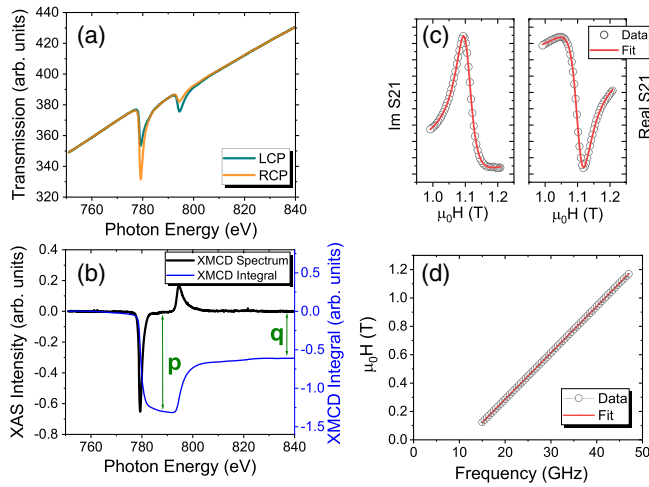 (a)
Transmission (arb. units)
440
420
400
380
360
340
320
LCP
RCP
760 780 800 820 840
Photon Energy (eV)
(b)
XAS Intensity (arb. units)
0.4
0.2
0.0
-0.2
-0.4
-0.6
-0.8
XMCD Spectrum
XMCD Integral
p
q
0.5
0.0
-0.5
-1.0
-1.5
XMCD Integral (arb. units)
760 780 800 820 840
Photon Energy (eV)
(c)
Im S21
Data
Fit
Real S21
1.0 1.1 1.2
μ₀H (T)
1.0 1.1 1.2
μ₀H (T)
(d)
μ₀H (T)
1.2
1.0
0.8
0.6
0.4
0.2
0.0
Data
Fit
0 10 20 30 40 50
Frequency (GHz)